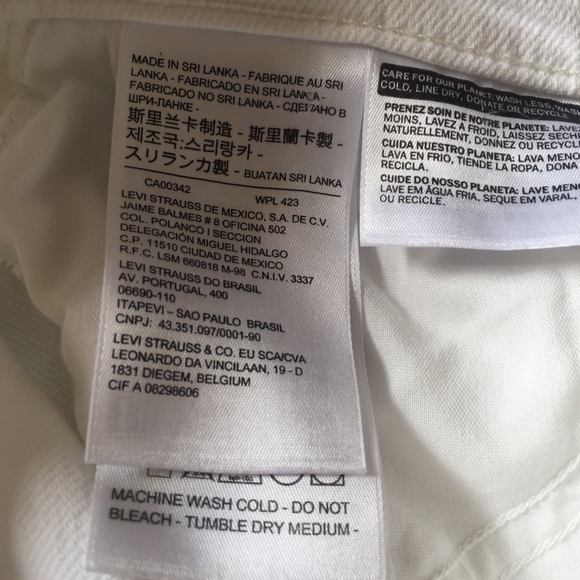 MADE IN SRI LANKA - FABRIQUE AU SRI
LANKA - FABRICADO EN SRI LANKA -
FABRICADO NO SRI LANKA - СДЕЛАНО В
ШРИ-ЛАНКЕ -
斯里兰卡制造 - 斯里蘭卡製 -
제조국:스리랑카 -
スリランカ製 - BUATAN SRI LANKA
CA00342 WPL 423
LEVI STRAUSS DE MEXICO, S.A. DE C.V.
JAIME BALMES # 8 OFICINA 502
COL. POLANCO I SECCION
DELEGACIÓN MIGUEL HIDALGO
C.P. 11510 CIUDAD DE MEXICO
R.F.C. LSM 660818 M-98 C.N.I.V. 3337
LEVI STRAUSS DO BRASIL
AV. PORTUGAL, 400
06690-110
ITAPEVI – SAO PAULO BRASIL
CNPJ: 43.351.097/0001-90
LEVI STRAUSS & CO. EU SCA/CVA
LEONARDO DA VINCILAAN, 19 - D
1831 DIEGEM, BELGIUM
CIF A 08298606
MACHINE WASH COLD - DO NOT
BLEACH - TUMBLE DRY MEDIUM -
CARE FOR OUR PLANET: WASH LESS, WASH
COLD, LINE DRY, DONATE OR RECYCLE.
PRENEZ SOIN DE NOTRE PLANETE: LAVEZ
MOINS, LAVEZ À FROID, LAISSEZ SÉCHER
NATURELLEMENT, DONNEZ OU RECYCLEZ
CUIDA NUESTRO PLANETA: LAVA MENOS
LAVA EN FRÍO, TIENDE LA ROPA, DONA
RECICLA.
CUIDE DO NOSSO PLANETA: LAVE MENOS
LAVE EM ÁGUA FRIA, SEQUE EM VARAL,
OU RECICLE.